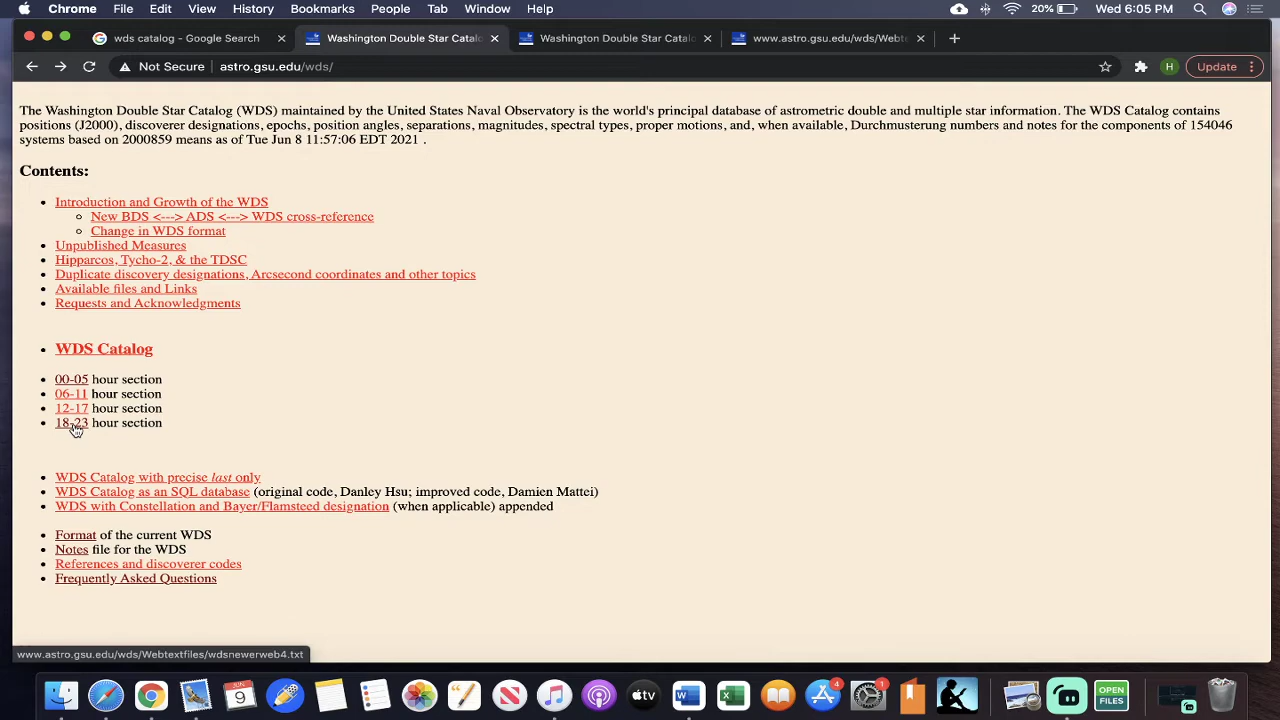 Chrome File Edit View History Bookmarks People Tab Window Help 20% Wed 6:05 PM
wds catalog - Google Search Washington Double Star Catalo Washington Double Star Catalo www.astro.gsu.edu/wds/Webte
Not Secure astro.gsu.edu/wds/ H Update
The Washington Double Star Catalog (WDS) maintained by the United States Naval Observatory is the world's principal database of astrometric double and multiple star information. The WDS Catalog contains
positions (J2000), discoverer designations, epochs, position angles, separations, magnitudes, spectral types, proper motions, and, when available, Durchmusterung numbers and notes for the components of 154046
systems based on 2000859 means as of Tue Jun 8 11:57:06 EDT 2021 .
Contents:
Introduction and Growth of the WDS
New BDS <---> ADS <---> WDS cross-reference
Change in WDS format
Unpublished Measures
Hipparcos, Tycho-2, & the TDSC
Duplicate discovery designations, Arcsecond coordinates and other topics
Available files and Links
Requests and Acknowledgments
WDS Catalog
00-05 hour section
06-11 hour section
12-17 hour section
18-23 hour section
WDS Catalog with precise last only
WDS Catalog as an SQL database (original code, Danley Hsu; improved code, Damien Mattei)
WDS with Constellation and Bayer/Flamsteed designation (when applicable) appended
Format of the current WDS
Notes file for the WDS
References and discoverer codes
Frequently Asked Questions
www.astro.gsu.edu/wds/Webtextfiles/wdsnewerweb4.txt
JUN 9 tv W X 4 1 OPEN FILES